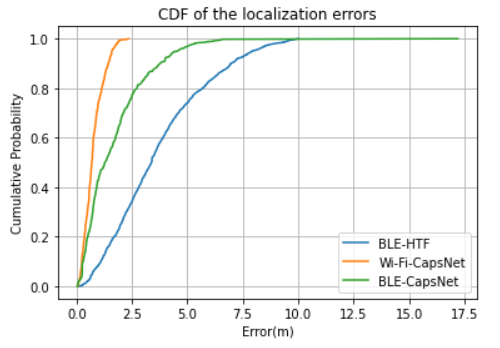 CDF of the localization errors
Cumulative Probability
1.0
0.8
0.6
0.4
0.2
0.0
0.0 2.5 5.0 7.5 10.0 12.5 15.0 17.5
Error(m)
BLE-HTF
Wi-Fi-CapsNet
BLE-CapsNet